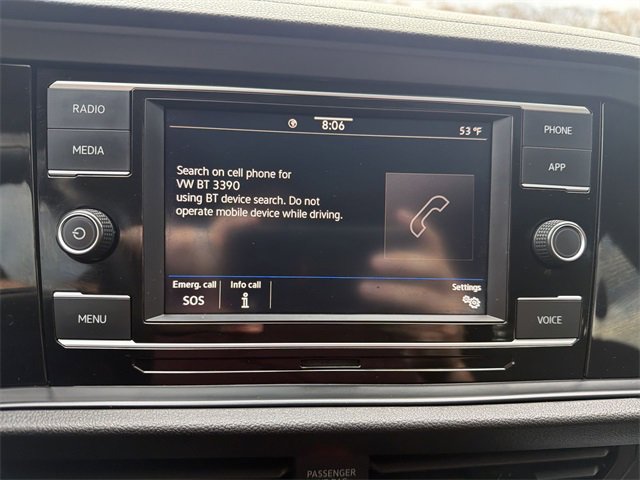 RADIO
MEDIA
MENU
8:06
53 °F
Search on cell phone for
VW BT 3390
using BT device search. Do not
operate mobile device while driving.
Emerg. call
SOS
Info call
i
Settings
PHONE
APP
VOICE
PASSENGER